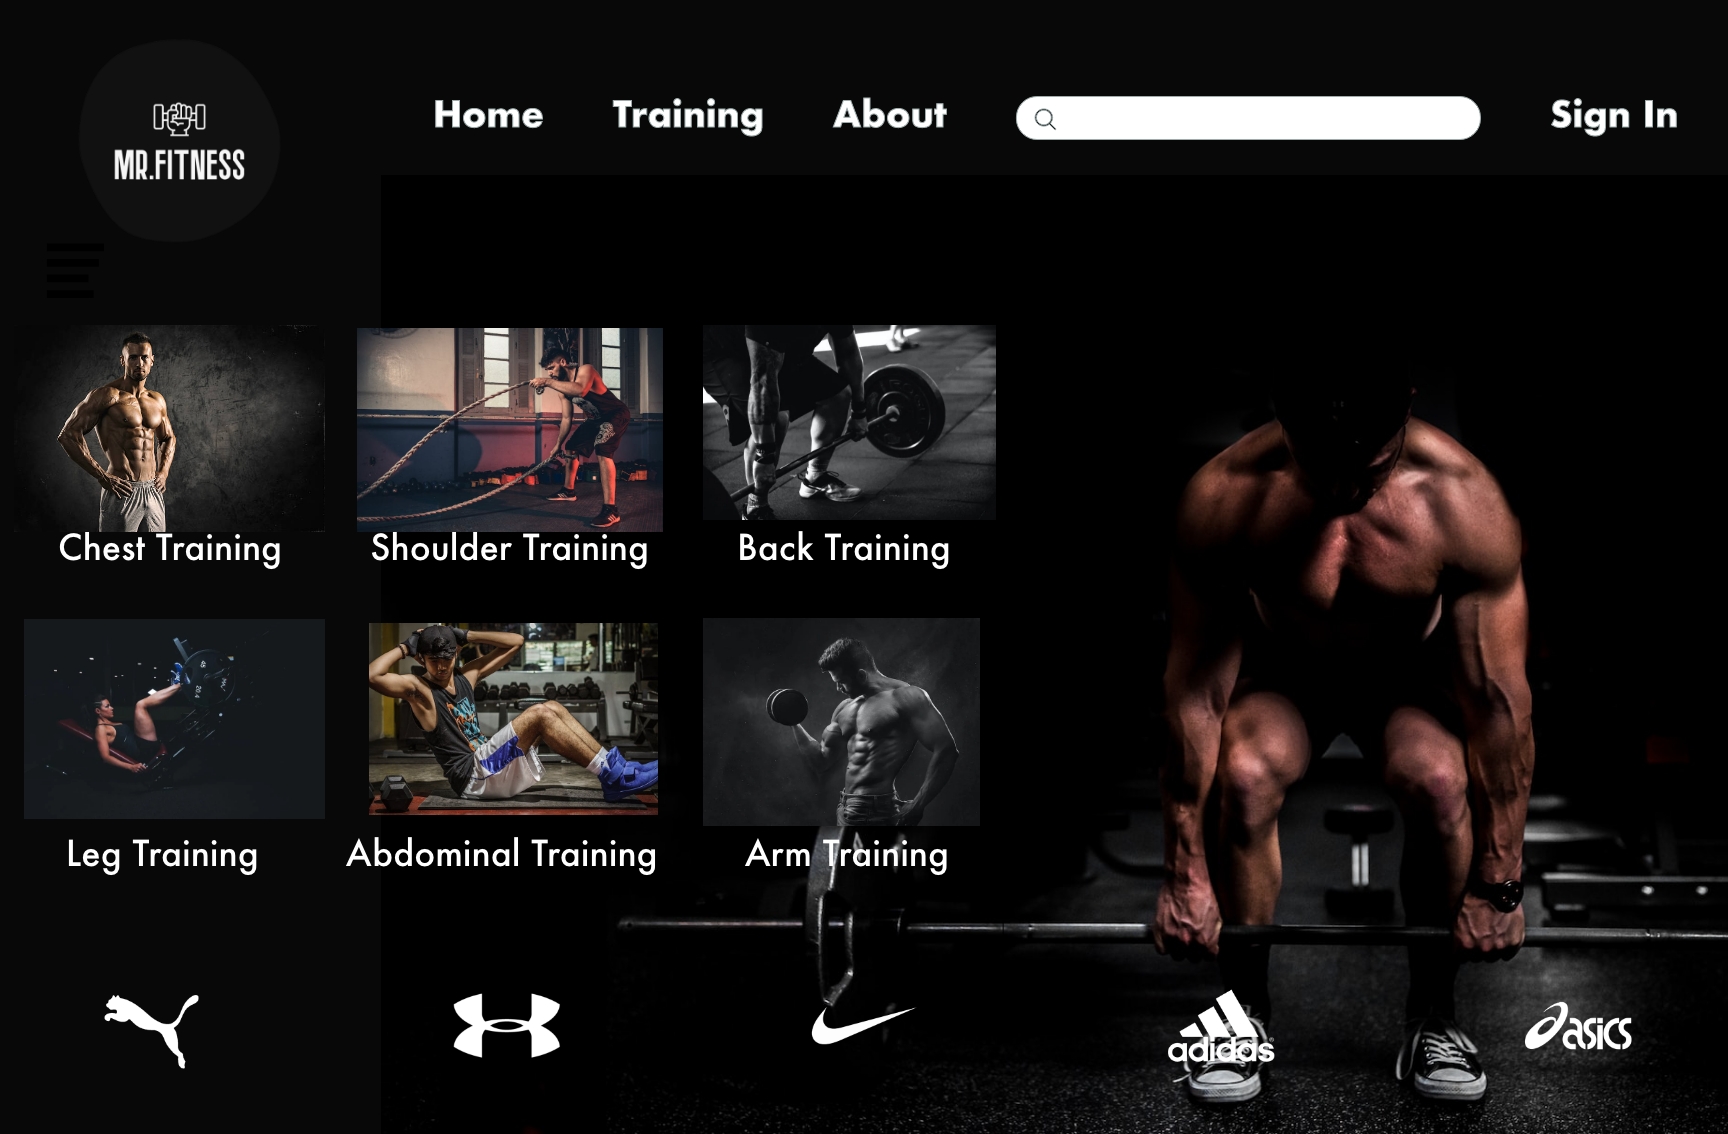 MR.FITNESS
Home Training About Sign In
Chest Training Shoulder Training Back Training
Leg Training Abdominal Training Arm Training
adidas
asics